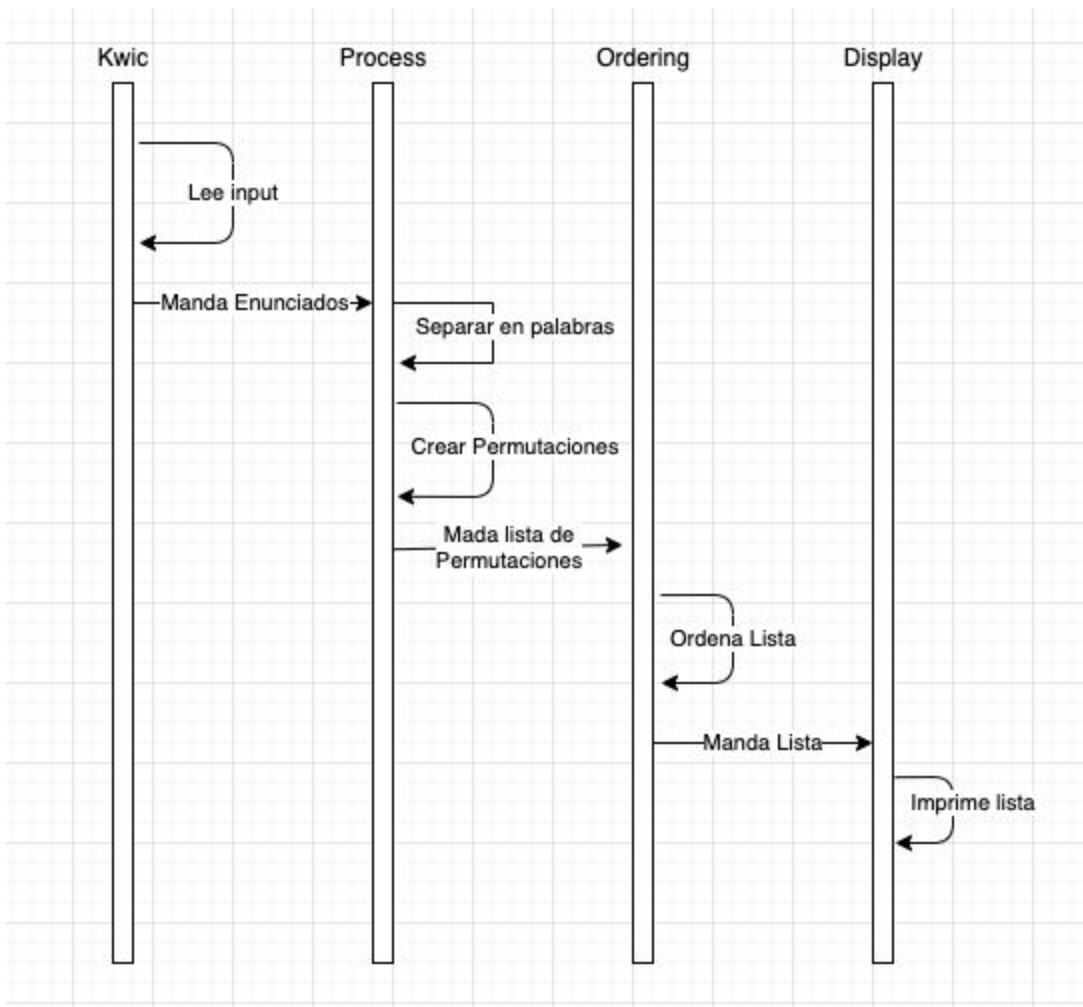 Kwic
Process
Ordering
Display
Lee input
Manda Enunciados
Separar en palabras
Crear Permutaciones
Mada lista de
Permutaciones
Ordena Lista
Manda Lista
Imprime lista